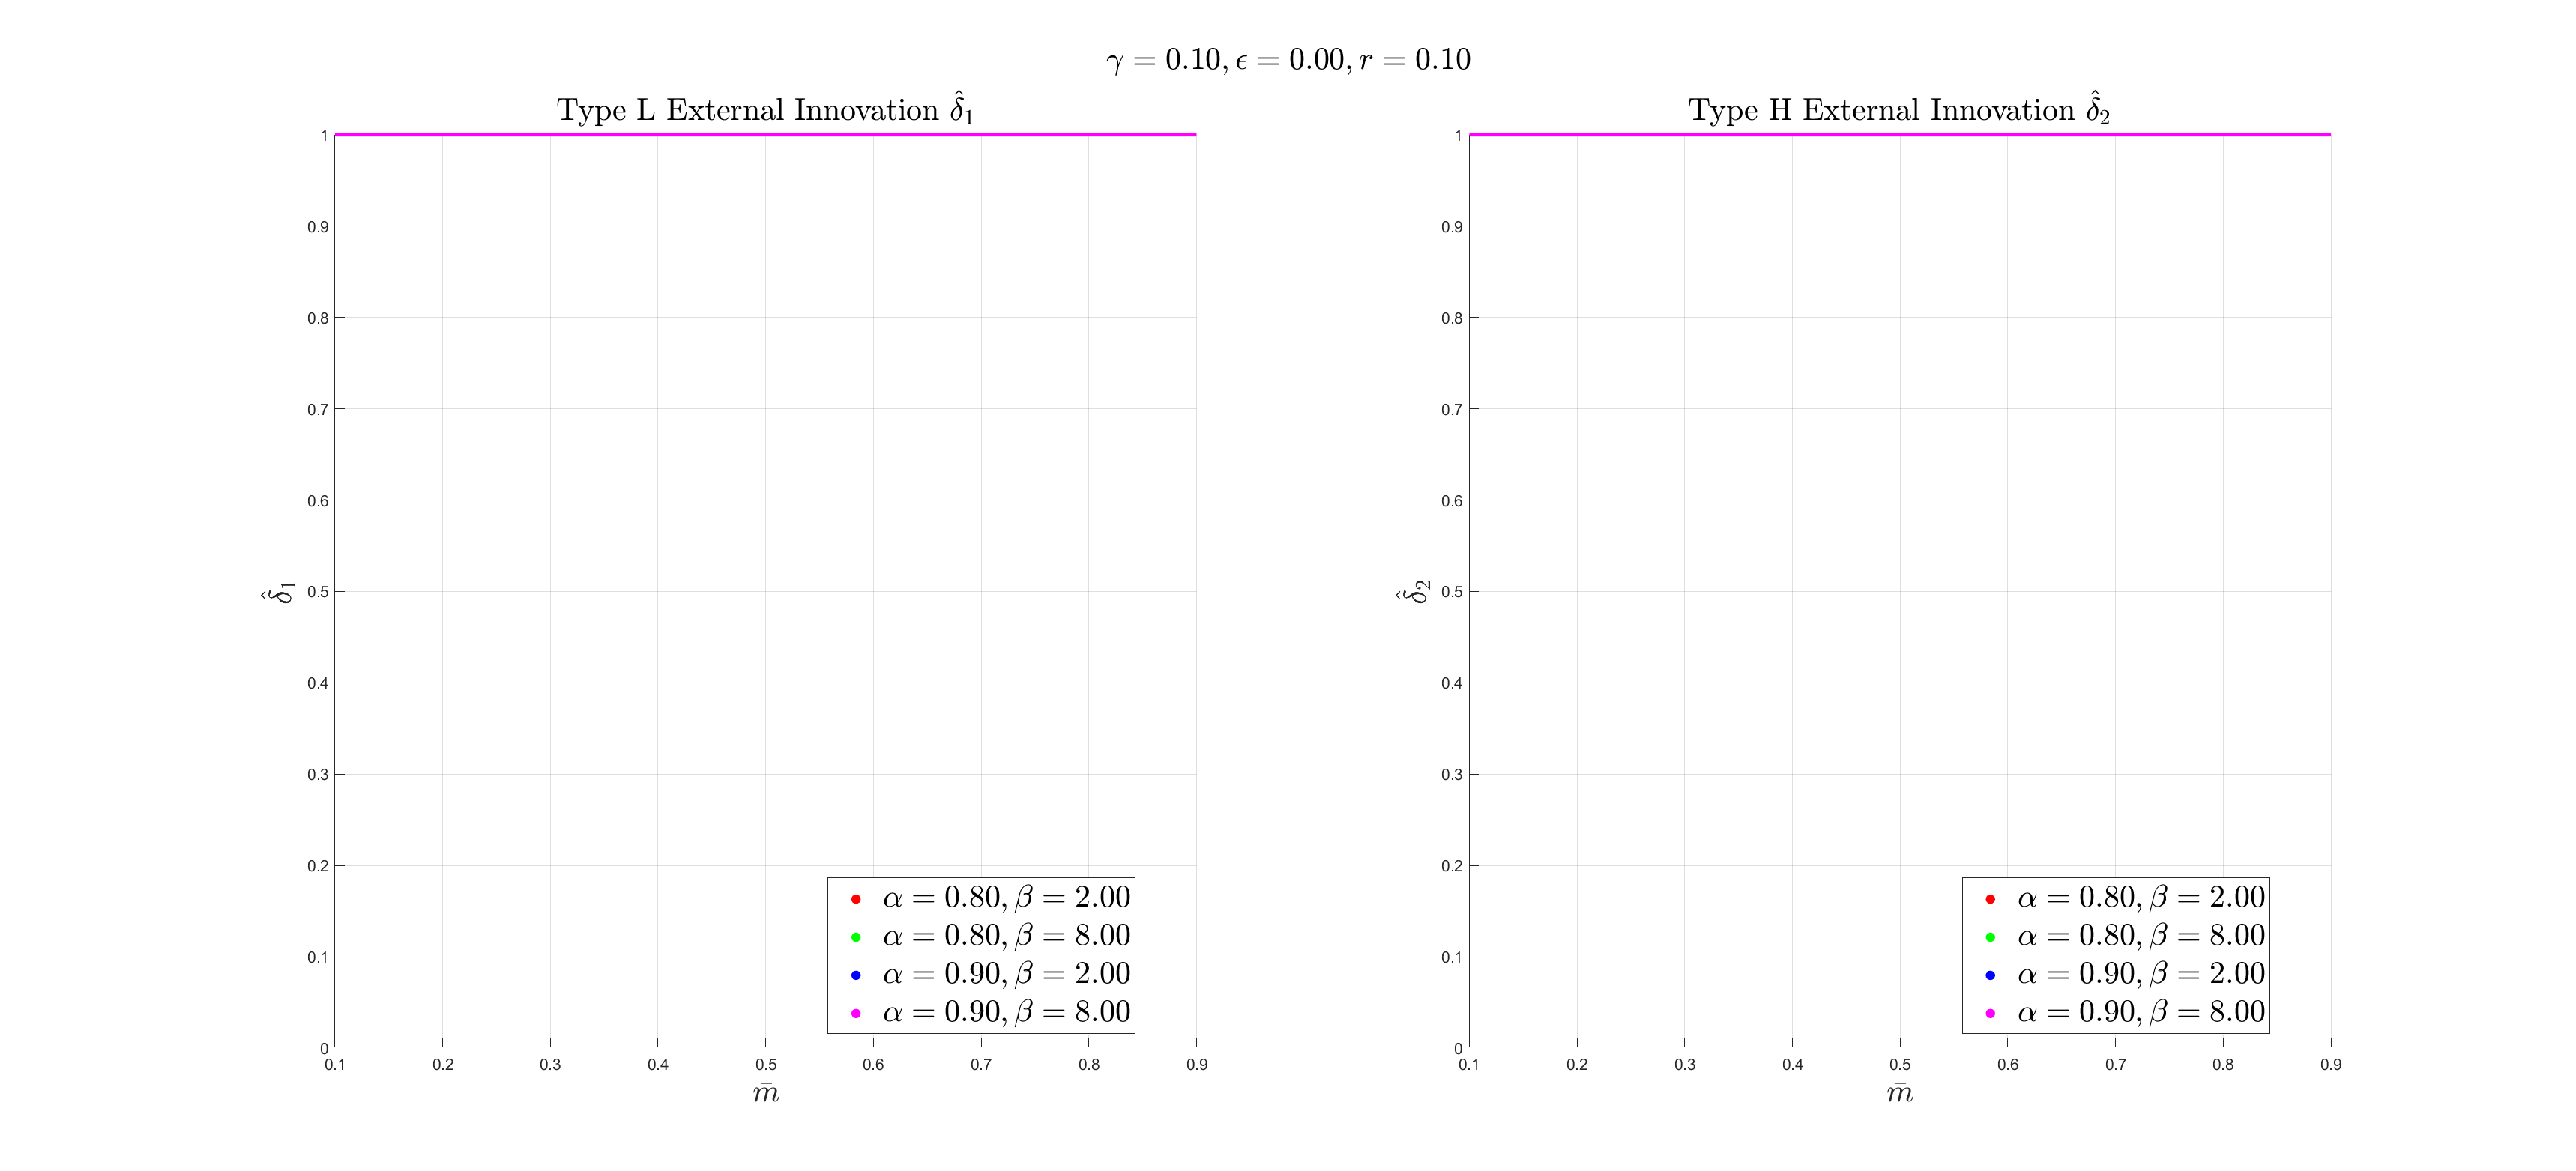 γ = 0.10, ϵ = 0.00, r = 0.10
Type L External Innovation δ̂₁
1
0.9
0.8
0.7
0.6
0.5
0.4
0.3
0.2
0.1
0
δ̂₁
0.1 0.2 0.3 0.4 0.5 0.6 0.7 0.8 0.9
m̄
α = 0.80, β = 2.00
α = 0.80, β = 8.00
α = 0.90, β = 2.00
α = 0.90, β = 8.00
Type H External Innovation δ̂₂
1
0.9
0.8
0.7
0.6
0.5
0.4
0.3
0.2
0.1
0
δ̂₂
0.1 0.2 0.3 0.4 0.5 0.6 0.7 0.8 0.9
m̄
α = 0.80, β = 2.00
α = 0.80, β = 8.00
α = 0.90, β = 2.00
α = 0.90, β = 8.00